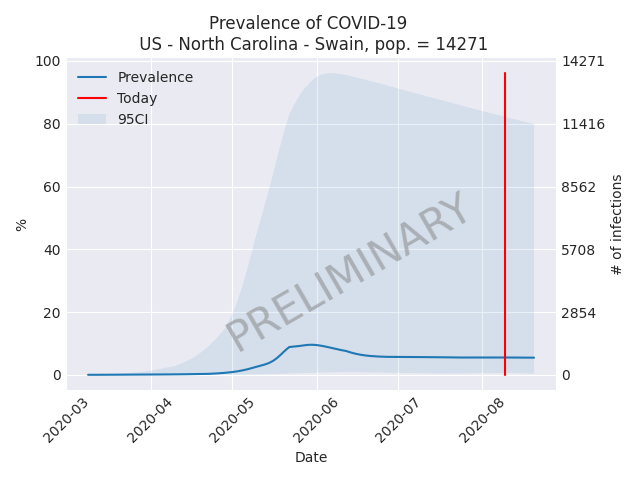 Prevalence of COVID-19
US - North Carolina - Swain, pop. = 14271
Prevalence
Today
95CI
100
80
60
40
20
0
%
14271
11416
8562
5708
2854
0
# of infections
PRELIMINARY
2020-03
2020-04
2020-05
2020-06
2020-07
2020-08
Date